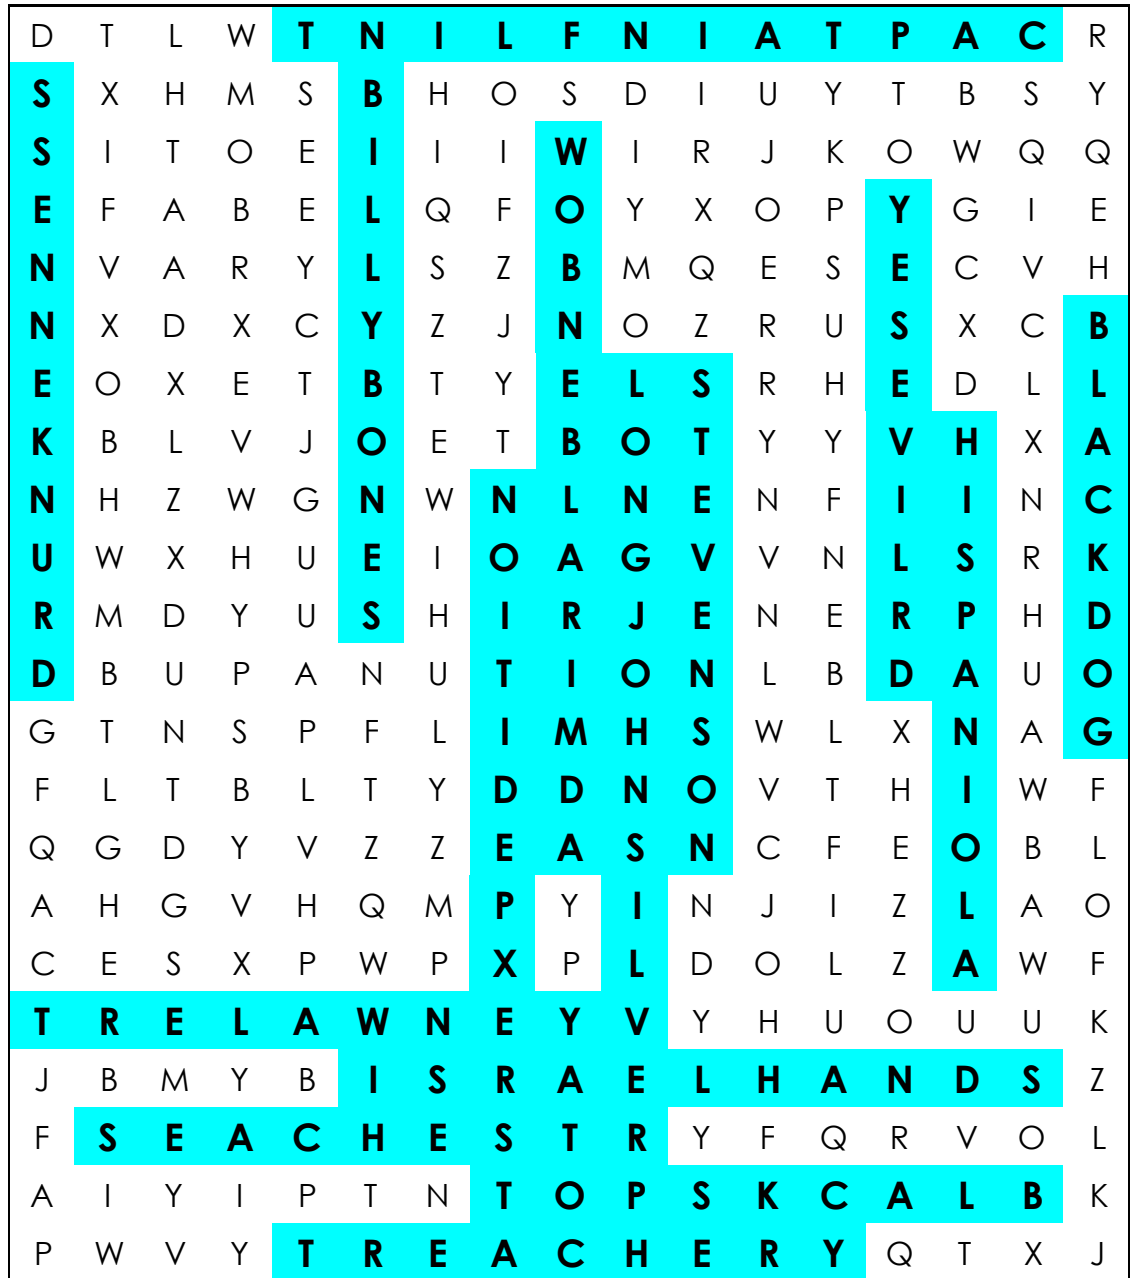 D T L W T N I L F N I A T P A C R
S X H M S B H O S D I U Y T B S Y
S I T O E I I I W I R J K O W Q Q
E F A B E L Q F O Y X O P Y G I E
N V A R Y L S Z B M Q E S E C V H
N X D X C Y Z J N O Z R U S X C B
E O X E T B T Y E L S R H E D L L
K B L V J O E T B O T Y Y V H X A
N H Z W G N W N L N E N F I I N C
U W X H U E I O A G V V N L S R K
R M D Y U S H I R J E N E R P H D
D B U P A N U T I O N L B D A U O
G T N S P F L I M H S W L X N A G
F L T B L T Y D D N O V T H I W F
Q G D Y V Z Z E A S N C F E O B L
A H G V H Q M P Y I N J I Z L A O
C E S X P W P X P L D O L Z A W F
T R E L A W N E Y V Y H U O U U K
J B M Y B I S R A E L H A N D S Z
F S E A C H E S T R Y F Q R V O L
A I Y I P T N T O P S K C A L B K
P W V Y T R E A C H E R Y Q T X J